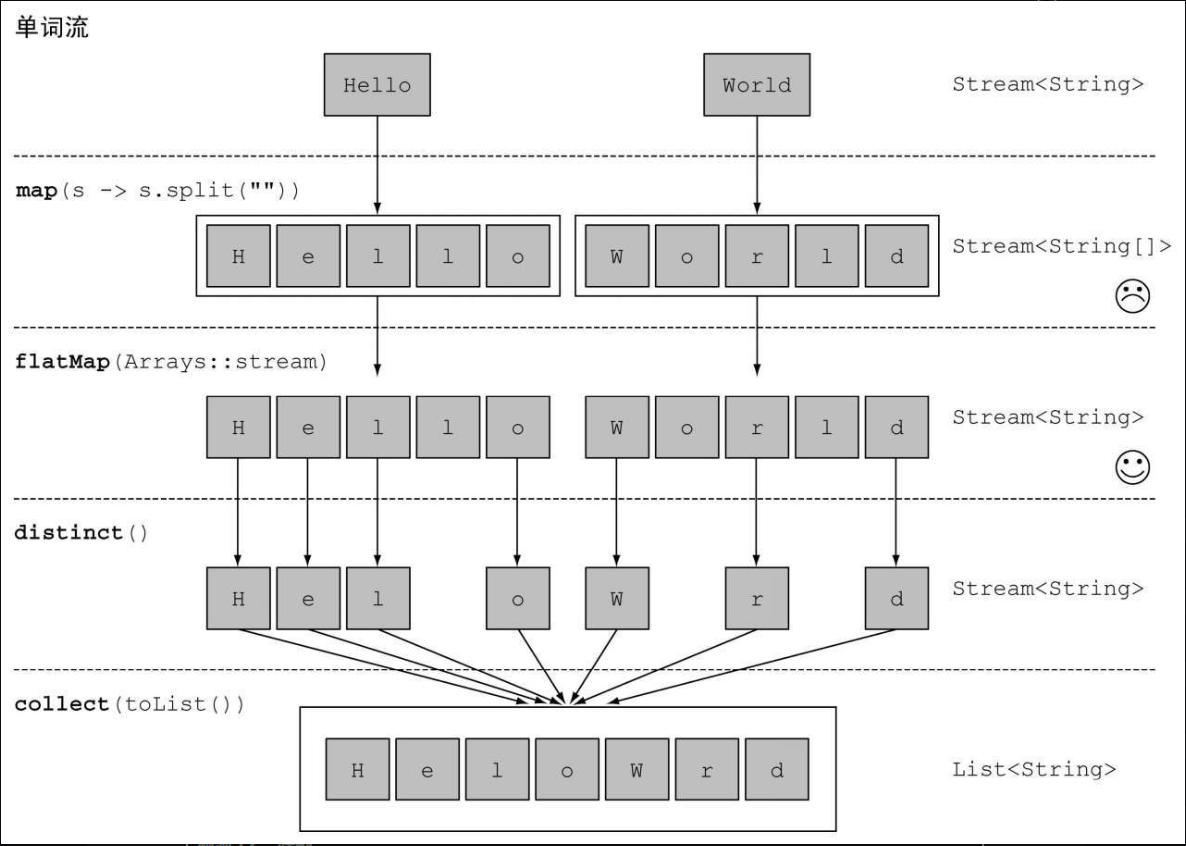 单词流
Hello World Stream<String>
map(s -> s.split(""))
H e l l o W o r l d Stream<String[]>
flatMap(Arrays::stream)
H e l l o W o r l d Stream<String>
distinct()
H e l o W r d Stream<String>
collect(toList())
H e l o W r d List<String>